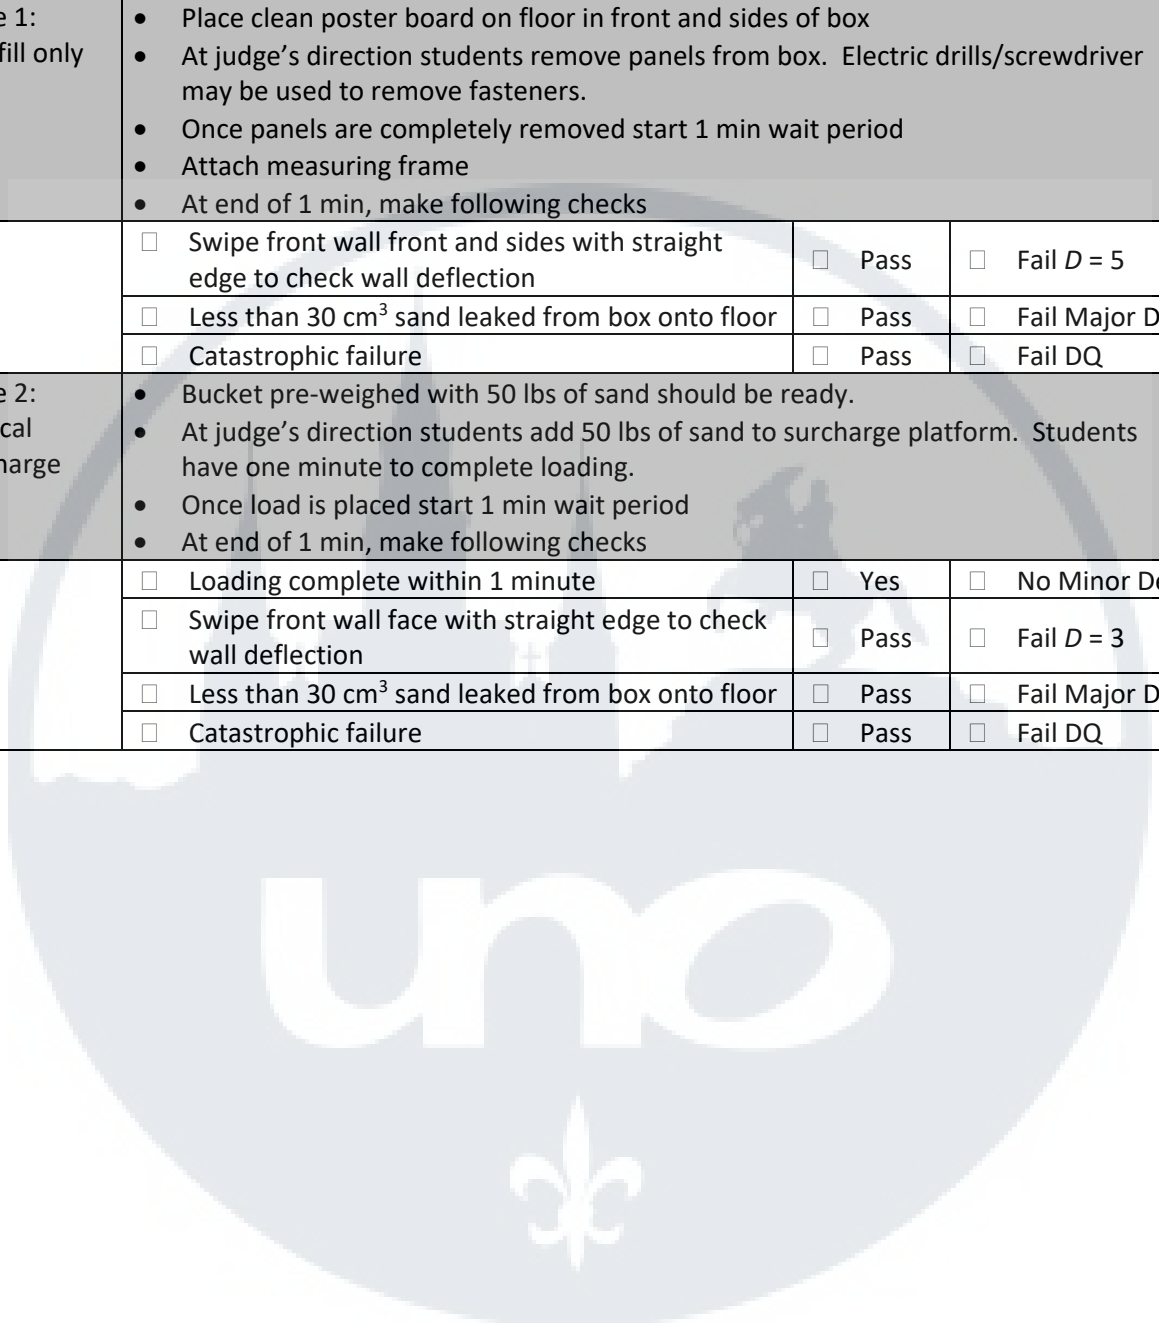 e 1:
fill only
• Place clean poster board on floor in front and sides of box
• At judge’s direction students remove panels from box.  Electric drills/screwdriver
may be used to remove fasteners.
• Once panels are completely removed start 1 min wait period
• Attach measuring frame
• At end of 1 min, make following checks
☐ Swipe front wall front and sides with straight
edge to check wall deflection
☐ Pass ☐ Fail D = 5
☐ Less than 30 cm³ sand leaked from box onto floor ☐ Pass ☐ Fail Major D
☐ Catastrophic failure ☐ Pass ☐ Fail DQ
e 2:
cal
harge
• Bucket pre-weighed with 50 lbs of sand should be ready.
• At judge’s direction students add 50 lbs of sand to surcharge platform.  Students
have one minute to complete loading.
• Once load is placed start 1 min wait period
• At end of 1 min, make following checks
☐ Loading complete within 1 minute ☐ Yes ☐ No Minor De
☐ Swipe front wall face with straight edge to check
wall deflection
☐ Pass ☐ Fail D = 3
☐ Less than 30 cm³ sand leaked from box onto floor ☐ Pass ☐ Fail Major D
☐ Catastrophic failure ☐ Pass ☐ Fail DQ
uno